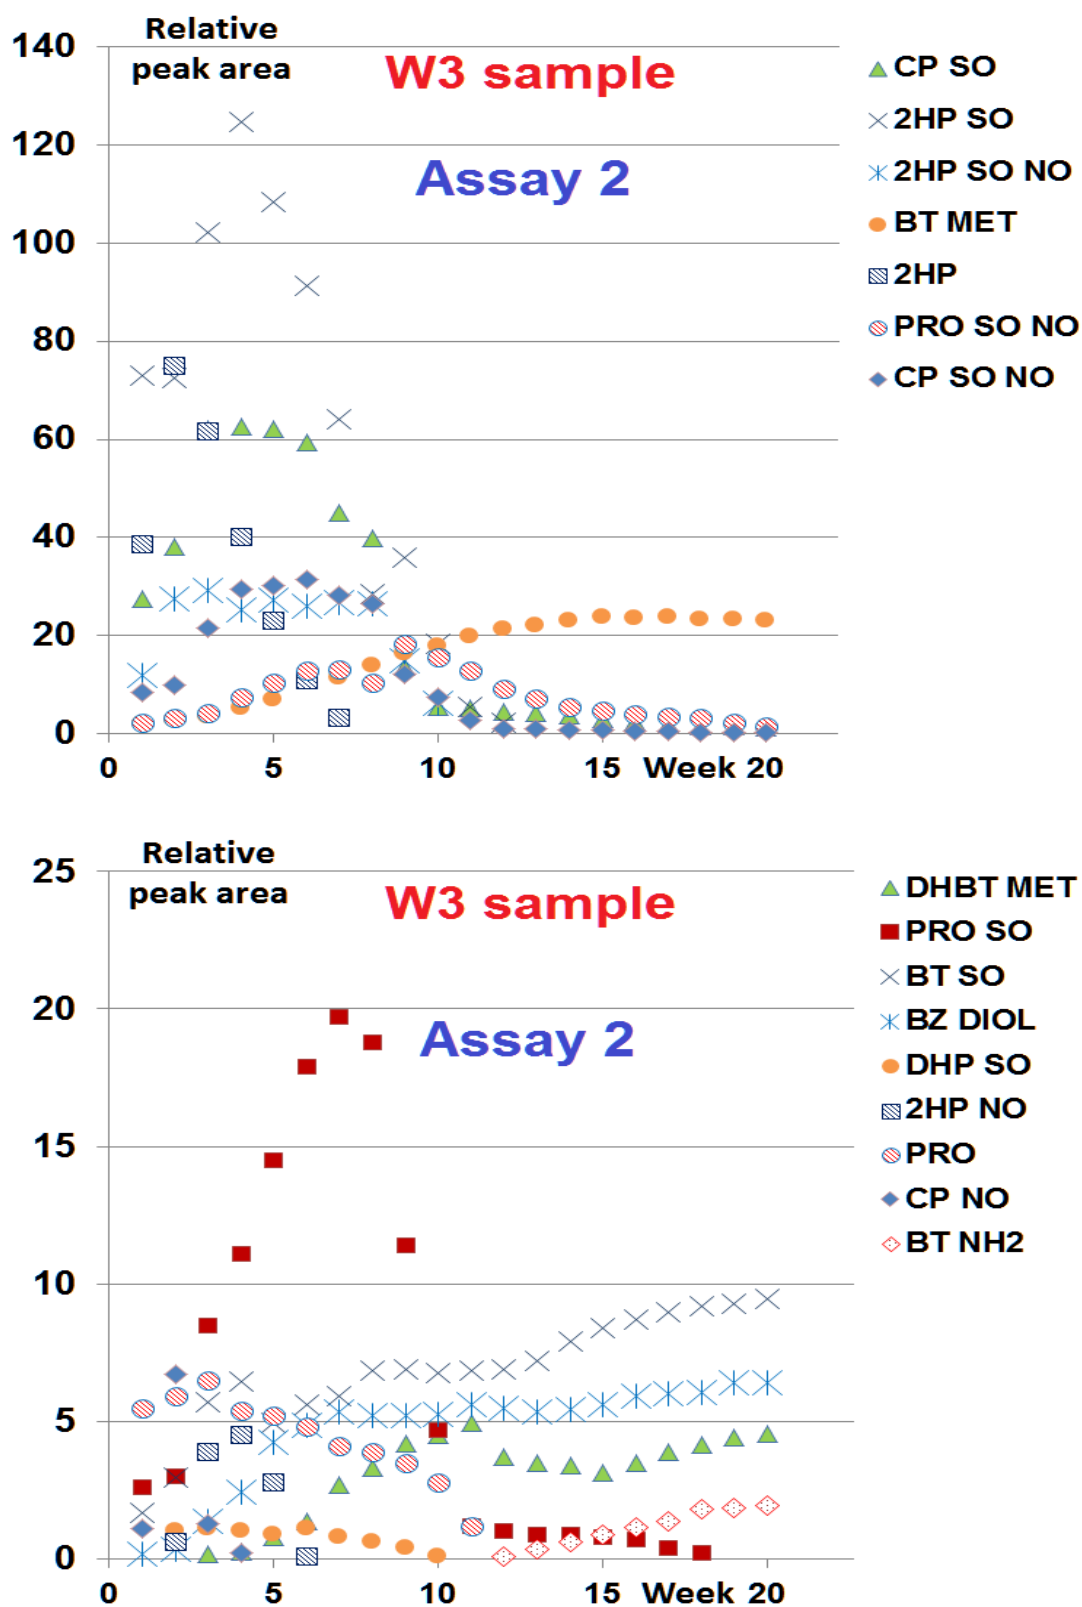 Relative
peak area
W3 sample
Assay 2
140
120
100
80
60
40
20
0
0 5 10 15 Week 20
CP SO
2HP SO
2HP SO NO
BT MET
2HP
PRO SO NO
CP SO NO
Relative
peak area
W3 sample
Assay 2
25
20
15
10
5
0
0 5 10 15 Week 20
DHBT MET
PRO SO
BT SO
BZ DIOL
DHP SO
2HP NO
PRO
CP NO
BT NH2